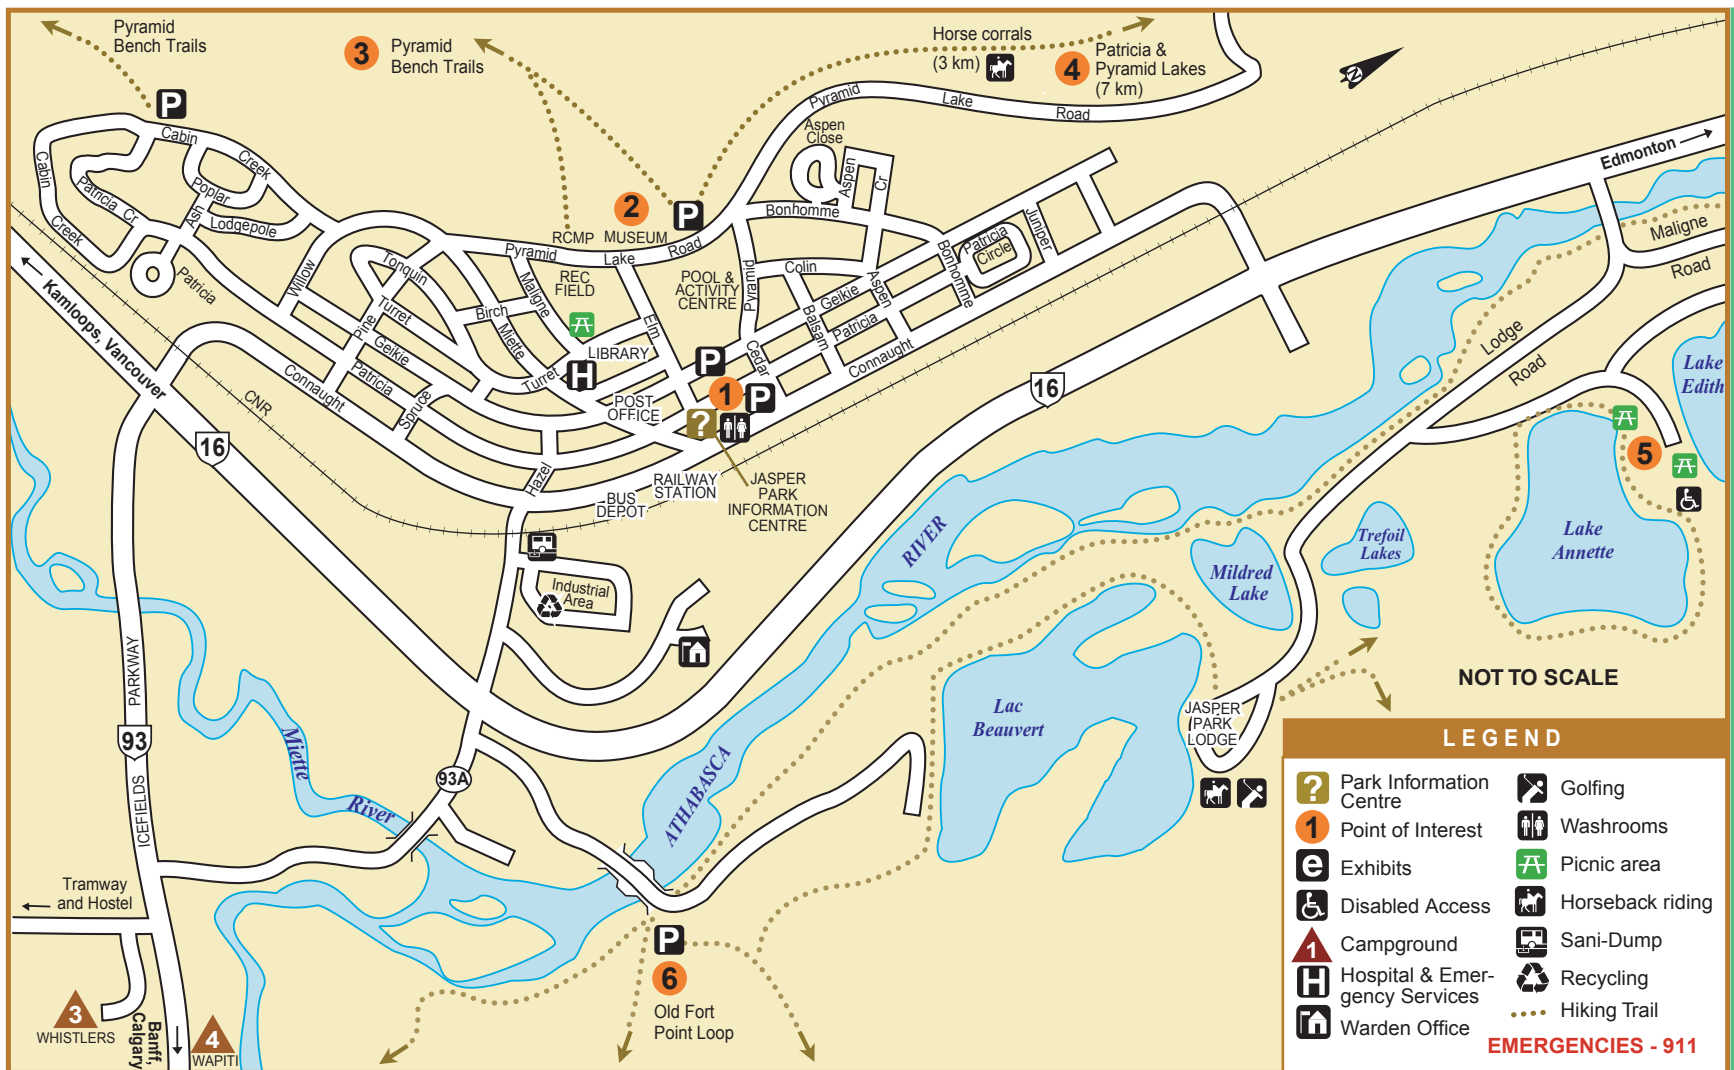 Pyramid
Bench Trails
3
Pyramid
Bench Trails
Horse corrals
(3 km)
4
Patricia &
Pyramid Lakes
(7 km)
N
P
Cabin
Creek
Cabin
Creek
Patricia Cr
Poplar
Ash
Lodgepole
Patricia
Willow
Pyramid
Lake
Road
Aspen
Close
Aspen
Cr
Bonhomme
Edmonton
Maligne
Road
2
P
RCMP
MUSEUM
Pyramid
Lake
Road
Tonquin
Turret
Pine
Geikie
Patricia
Connaught
Spruce
Birch
Maligne
Miette
Turret
REC
FIELD
POOL &
ACTIVITY
CENTRE
Pyramid
Colin
Geikie
Aspen
Balsam
Patricia
Connaught
Bonhomme
Patricia
Circle
Juniper
Elm
Cedar
LIBRARY
H
P
1
P
POST
OFFICE
?
Kamloops, Vancouver
CNR
16
16
Lodge
Road
Lake
Edith
5
Hazel
RAILWAY
STATION
BUS
DEPOT
JASPER
PARK
INFORMATION
CENTRE
Industrial
Area
RIVER
ATHABASCA
Mildred
Lake
Trefoil
Lakes
Lake
Annette
Lac
Beauvert
JASPER
PARK
LODGE
NOT TO SCALE
PARKWAY
93
ICEFIELDS
93A
Miette
River
Tramway
and Hostel
3
WHISTLERS
Banff,
Calgary
4
WAPITI
P
6
Old Fort
Point Loop
LEGEND
? Park Information
Centre
1 Point of Interest
e Exhibits
Disabled Access
1 Campground
H Hospital & Emer-
gency Services
Warden Office
Golfing
Washrooms
Picnic area
Horseback riding
Sani-Dump
Recycling
Hiking Trail
EMERGENCIES - 911